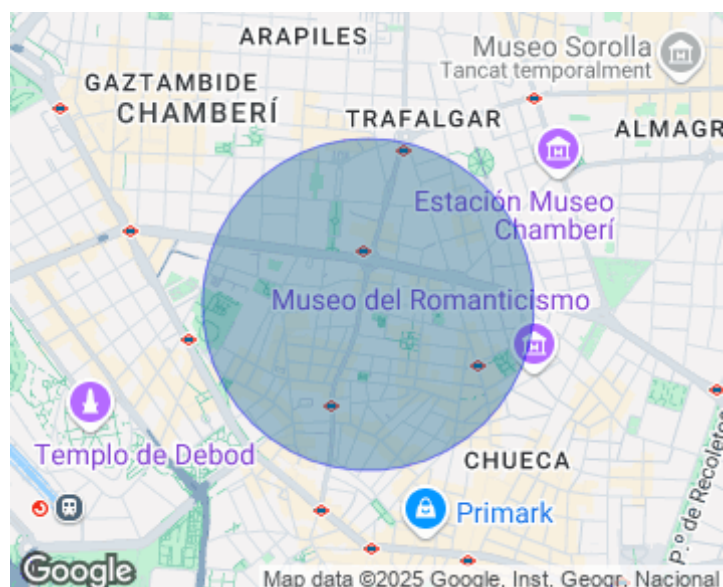 ARAPILES
Museo Sorolla
Tancat temporalment
GAZTAMBIDE
CHAMBERÍ
TRAFALGAR
ALMAGR
Estación Museo
Chamberí
Museo del Romanticismo
Templo de Debod
CHUECA
Primark
P.º de Recoletos
Google
Map data ©2025 Google, Inst. Geogr. Nacional